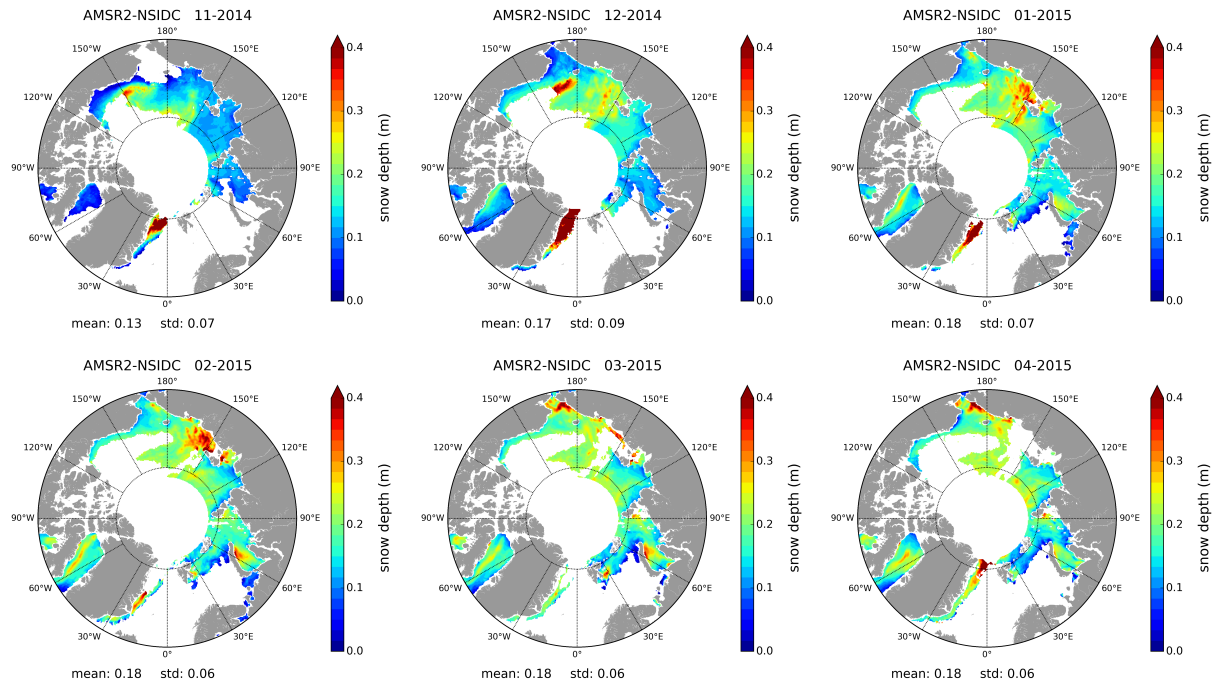 AMSR2-NSIDC 11-2014
180°
150°W
150°E
120°W
120°E
90°W
90°E
60°W
60°E
30°W
30°E
0°
0.4
0.3
0.2
0.1
0.0
snow depth (m)
mean: 0.13 std: 0.07
AMSR2-NSIDC 12-2014
180°
150°W
150°E
120°W
120°E
90°W
90°E
60°W
60°E
30°W
30°E
0°
0.4
0.3
0.2
0.1
0.0
snow depth (m)
mean: 0.17 std: 0.09
AMSR2-NSIDC 01-2015
180°
150°W
150°E
120°W
120°E
90°W
90°E
60°W
60°E
30°W
30°E
0°
0.4
0.3
0.2
0.1
0.0
snow depth (m)
mean: 0.18 std: 0.07
AMSR2-NSIDC 02-2015
180°
150°W
150°E
120°W
120°E
90°W
90°E
60°W
60°E
30°W
30°E
0°
0.4
0.3
0.2
0.1
0.0
snow depth (m)
mean: 0.18 std: 0.06
AMSR2-NSIDC 03-2015
180°
150°W
150°E
120°W
120°E
90°W
90°E
60°W
60°E
30°W
30°E
0°
0.4
0.3
0.2
0.1
0.0
snow depth (m)
mean: 0.18 std: 0.06
AMSR2-NSIDC 04-2015
180°
150°W
150°E
120°W
120°E
90°W
90°E
60°W
60°E
30°W
30°E
0°
0.4
0.3
0.2
0.1
0.0
snow depth (m)
mean: 0.18 std: 0.06